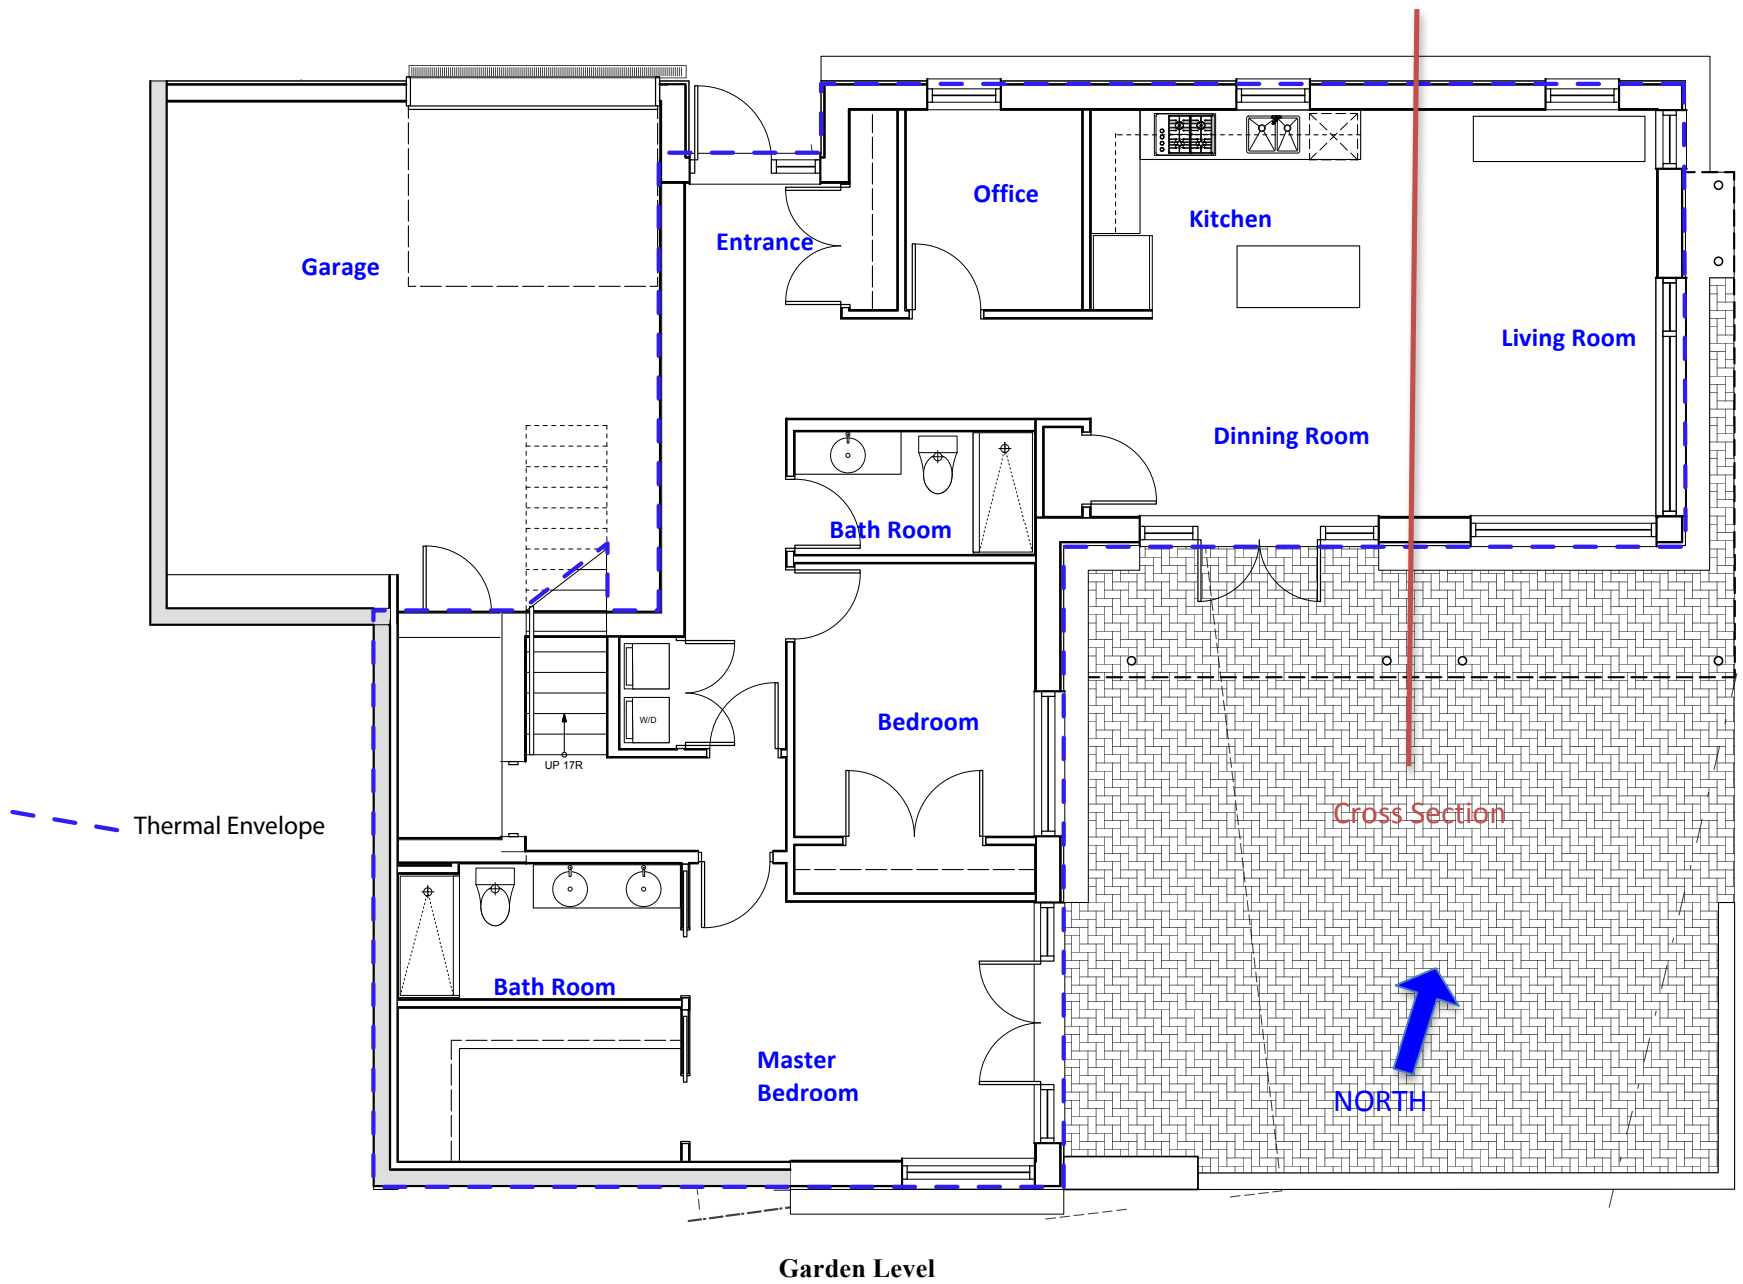 Office
Kitchen
Entrance
Garage
Living Room
Dinning Room
Bath Room
Bedroom
W/D
UP 17R
Thermal Envelope
Cross Section
Bath Room
Master
Bedroom
NORTH
Garden Level